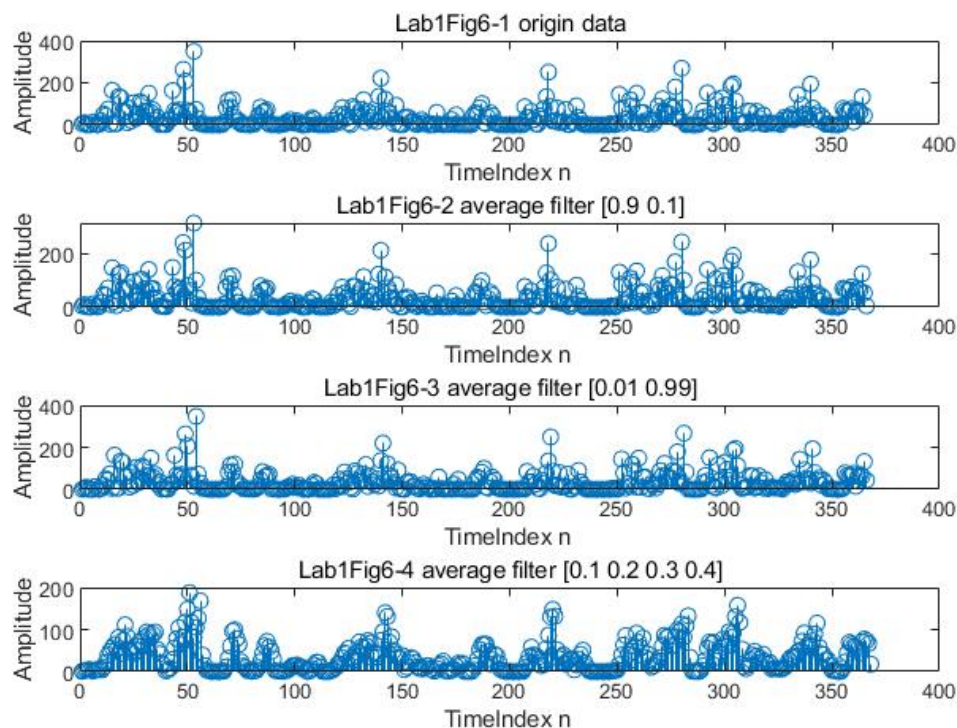 Lab1Fig6-1 origin data
400
200
0
Amplitude
0 50 100 150 200 250 300 350 400
TimeIndex n
Lab1Fig6-2 average filter [0.9 0.1]
200
0
Amplitude
0 50 100 150 200 250 300 350 400
TimeIndex n
Lab1Fig6-3 average filter [0.01 0.99]
400
200
0
Amplitude
0 50 100 150 200 250 300 350 400
TimeIndex n
Lab1Fig6-4 average filter [0.1 0.2 0.3 0.4]
200
100
0
Amplitude
0 50 100 150 200 250 300 350 400
TimeIndex n